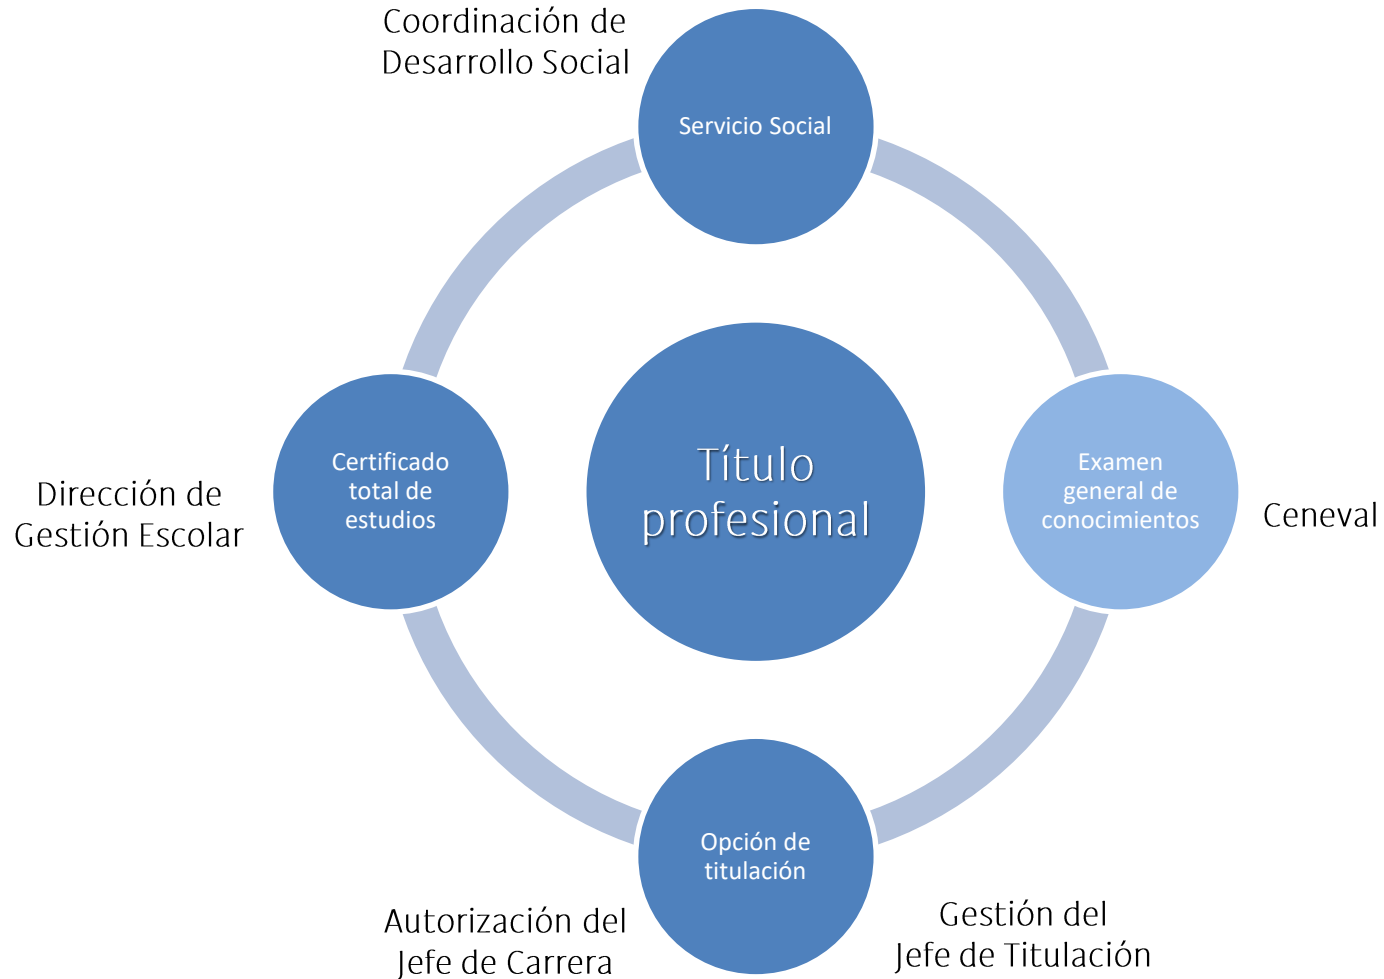 Coordinación de
Desarrollo Social
Servicio Social
Certificado
total de
estudios
Dirección de
Gestión Escolar
Título
profesional
Examen
general de
conocimientos
Ceneval
Opción de
titulación
Autorización del
Jefe de Carrera
Gestión del
Jefe de Titulación